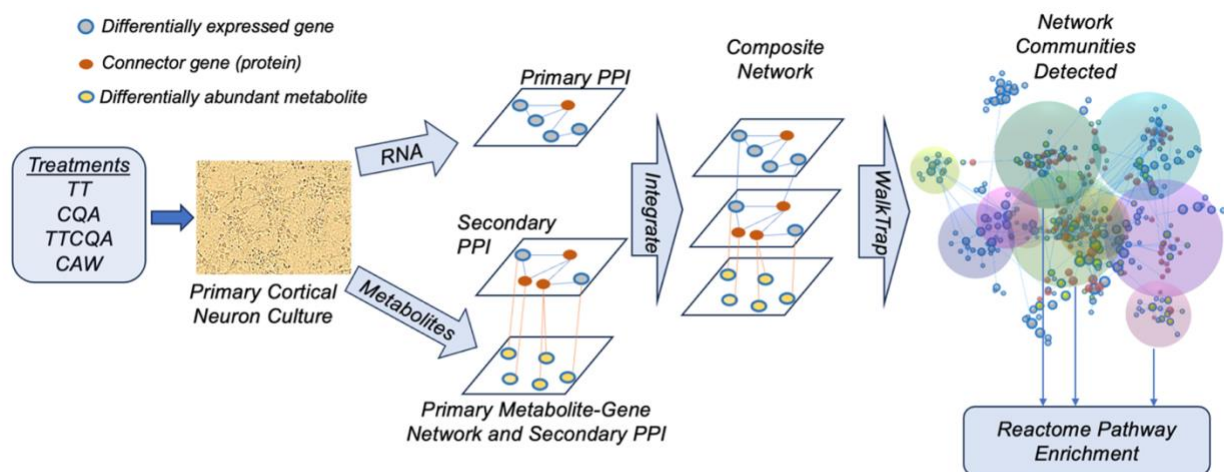 Differentially expressed gene
Connector gene (protein)
Differentially abundant metabolite
Treatments
TT
CQA
TTCQA
CAW
Primary Cortical
Neuron Culture
RNA
Metabolites
Primary PPI
Secondary
PPI
Primary Metabolite-Gene
Network and Secondary PPI
Integrate
Composite
Network
WalkTrap
Network
Communities
Detected
Reactome Pathway
Enrichment